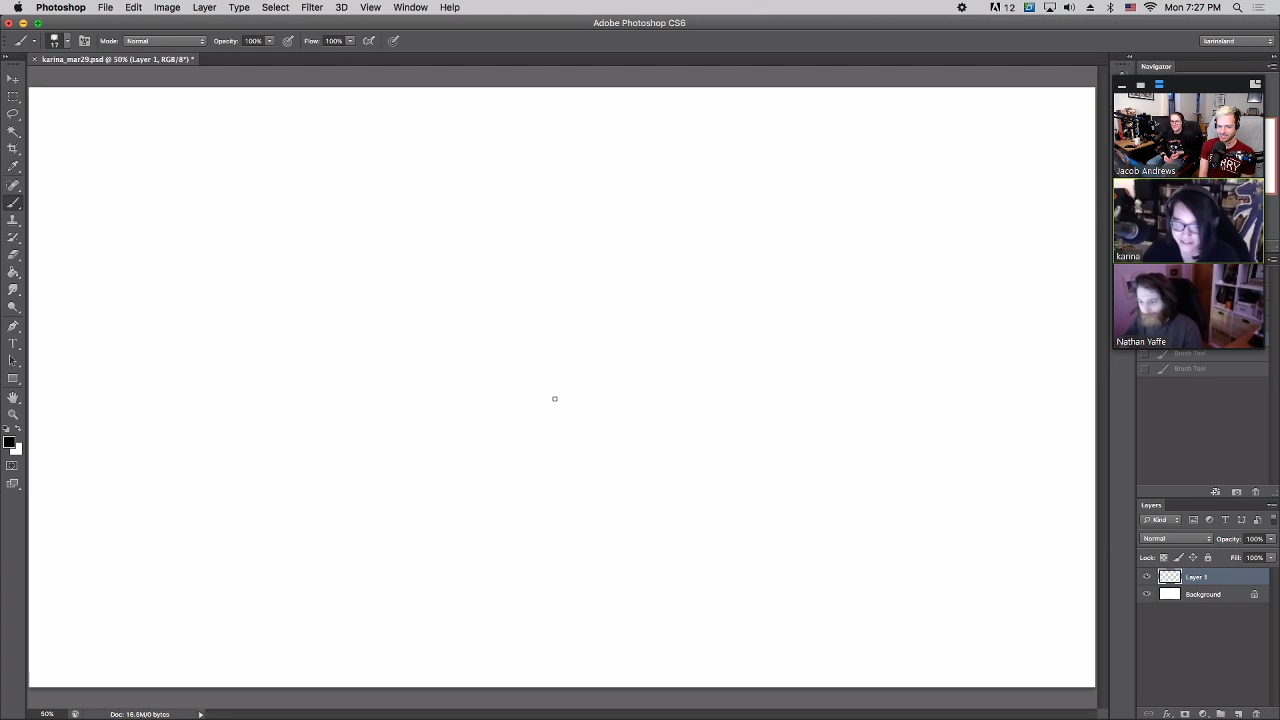 Photoshop File Edit Image Layer Type Select Filter 3D View Window Help
12 Mon 7:27 PM
Adobe Photoshop CS6
17 Mode: Normal Opacity: 100% Flow: 100% karinaland
karina_mar29.psd @ 50% (Layer 1, RGB/8*) *
Navigator
Jacob Andrews
karina
Nathan Yaffe
Brush Tool
Brush Tool
Layers
Kind
Normal Opacity: 100%
Lock: Fill: 100%
Layer 1
Background
50% Doc: 16.5M/0 bytes